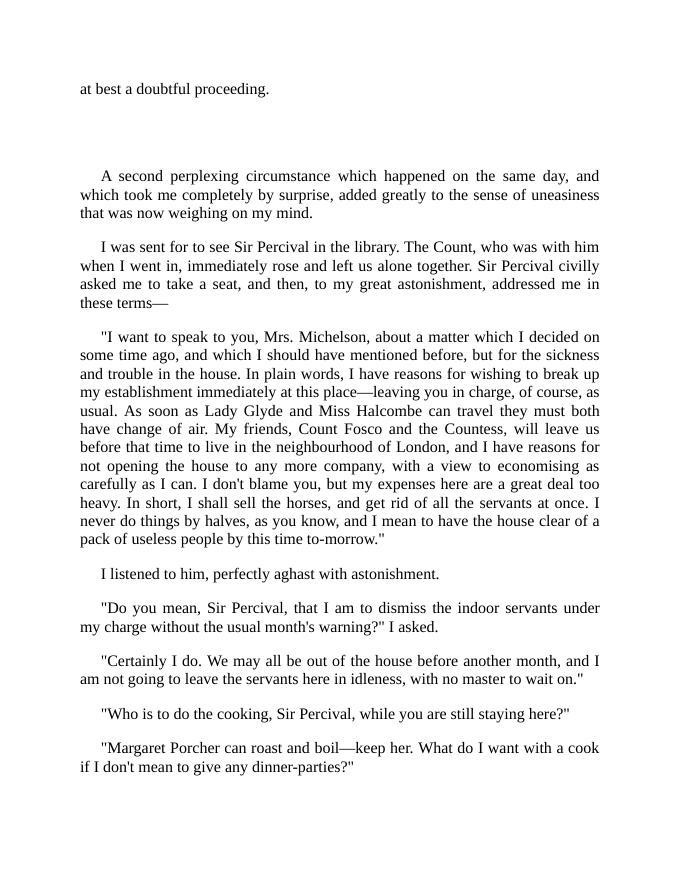 at best a doubtful proceeding.
A second perplexing circumstance which happened on the same day, and
which took me completely by surprise, added greatly to the sense of uneasiness
that was now weighing on my mind.
I was sent for to see Sir Percival in the library. The Count, who was with him
when I went in, immediately rose and left us alone together. Sir Percival civilly
asked me to take a seat, and then, to my great astonishment, addressed me in
these terms—
"I want to speak to you, Mrs. Michelson, about a matter which I decided on
some time ago, and which I should have mentioned before, but for the sickness
and trouble in the house. In plain words, I have reasons for wishing to break up
my establishment immediately at this place—leaving you in charge, of course, as
usual. As soon as Lady Glyde and Miss Halcombe can travel they must both
have change of air. My friends, Count Fosco and the Countess, will leave us
before that time to live in the neighbourhood of London, and I have reasons for
not opening the house to any more company, with a view to economising as
carefully as I can. I don't blame you, but my expenses here are a great deal too
heavy. In short, I shall sell the horses, and get rid of all the servants at once. I
never do things by halves, as you know, and I mean to have the house clear of a
pack of useless people by this time to-morrow."
I listened to him, perfectly aghast with astonishment.
"Do you mean, Sir Percival, that I am to dismiss the indoor servants under
my charge without the usual month's warning?" I asked.
"Certainly I do. We may all be out of the house before another month, and I
am not going to leave the servants here in idleness, with no master to wait on."
"Who is to do the cooking, Sir Percival, while you are still staying here?"
"Margaret Porcher can roast and boil—keep her. What do I want with a cook
if I don't mean to give any dinner-parties?"